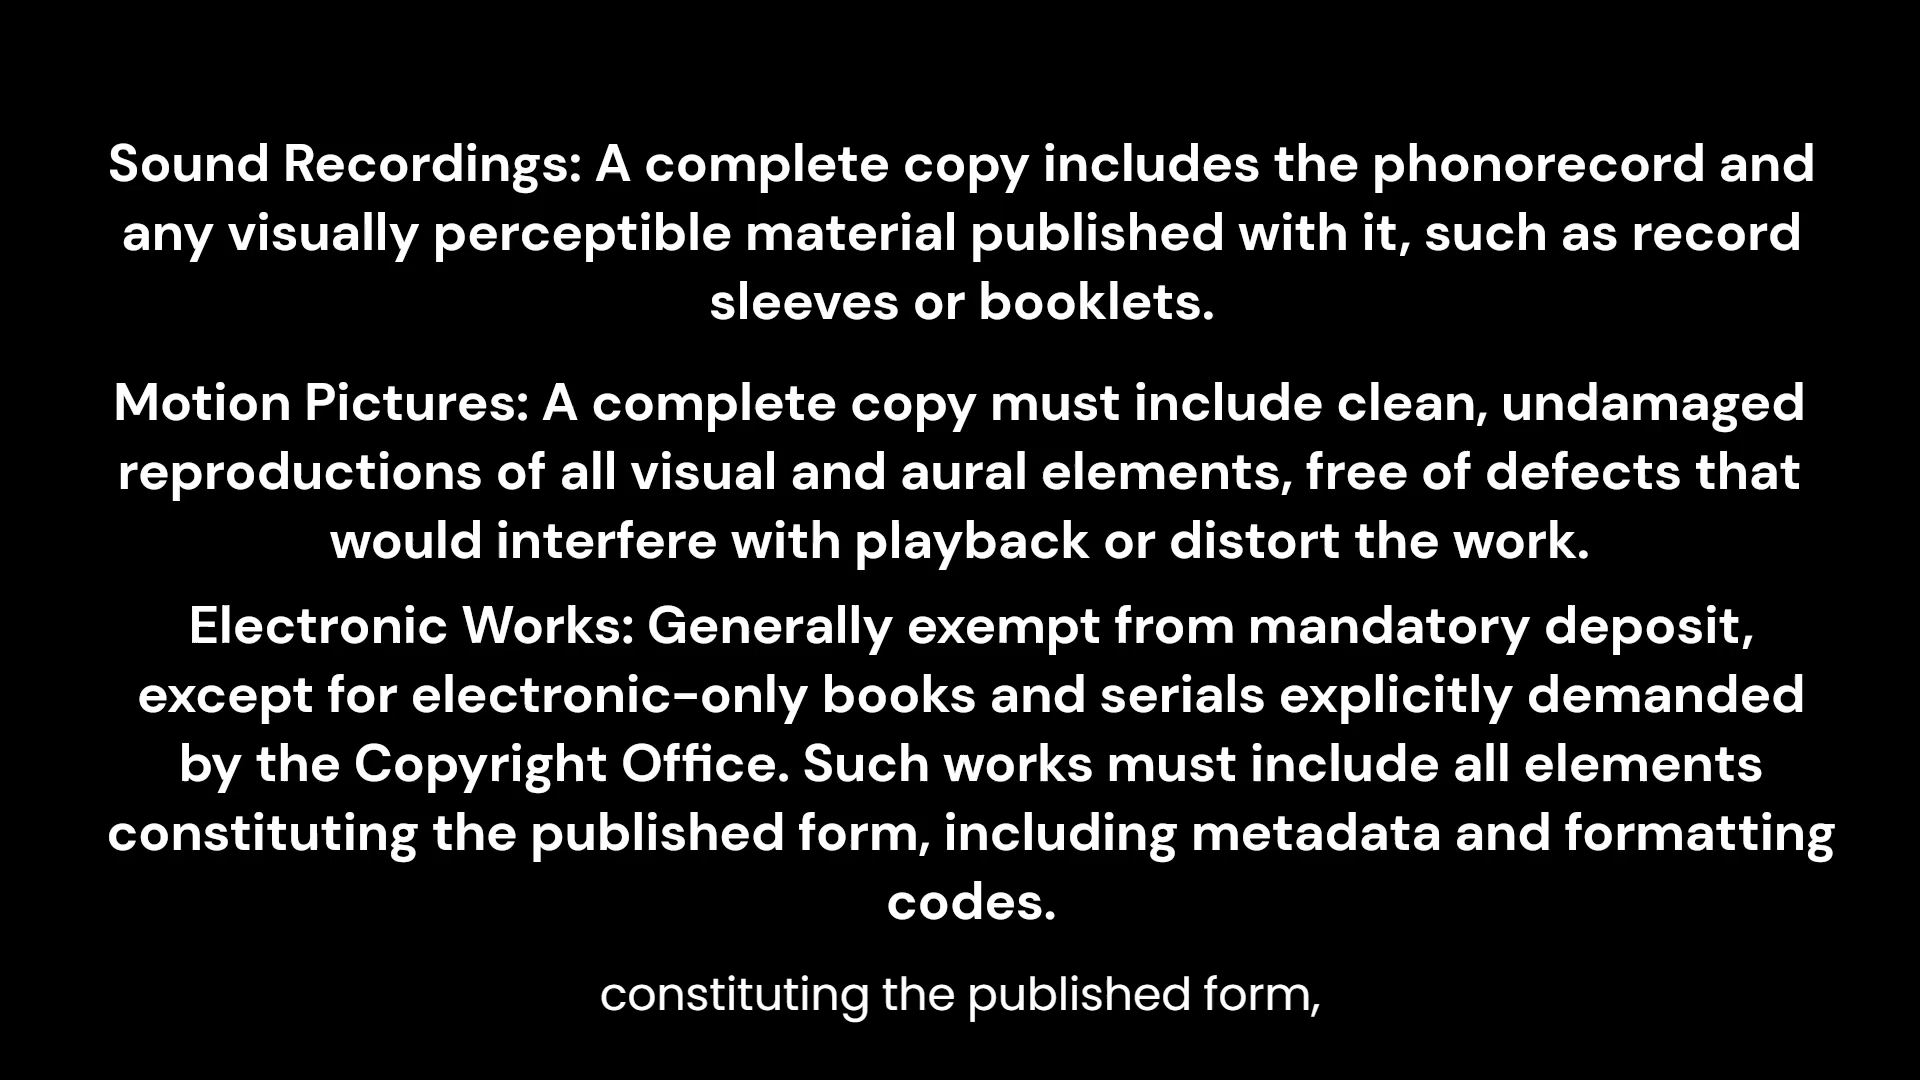 Sound Recordings: A complete copy includes the phonorecord and
any visually perceptible material published with it, such as record
sleeves or booklets.
Motion Pictures: A complete copy must include clean, undamaged
reproductions of all visual and aural elements, free of defects that
would interfere with playback or distort the work.
Electronic Works: Generally exempt from mandatory deposit,
except for electronic-only books and serials explicitly demanded
by the Copyright Office. Such works must include all elements
constituting the published form, including metadata and formatting
codes.
constituting the published form,